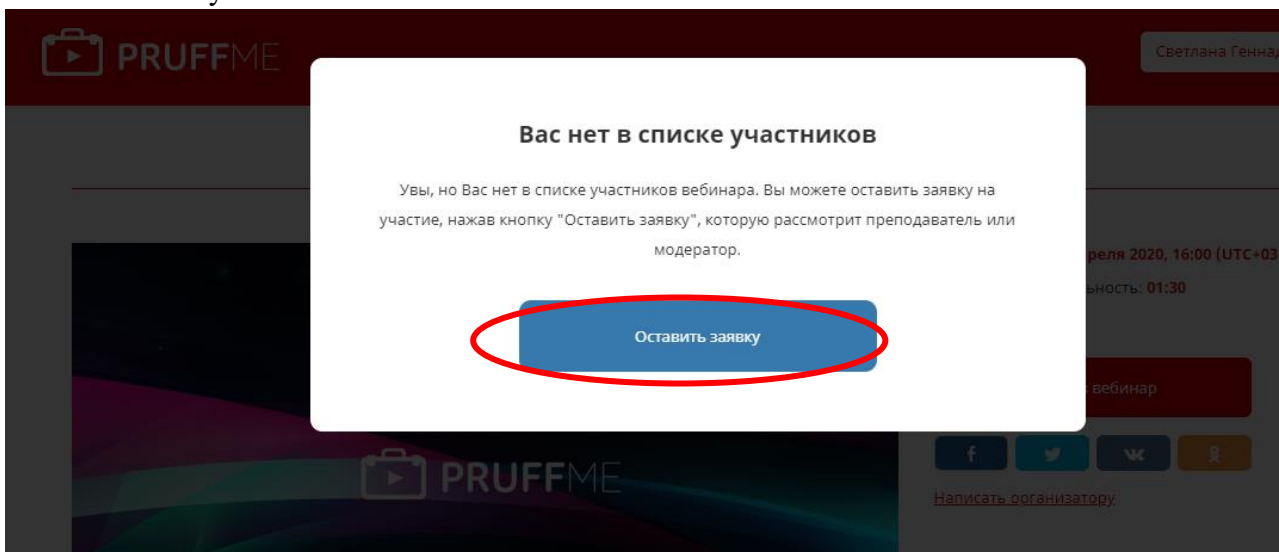 у
PRUFFME
Светлана Генна
Вас нет в списке участников
Увы, но Вас нет в списке участников вебинара. Вы можете оставить заявку на
участие, нажав кнопку "Оставить заявку", которую рассмотрит преподаватель или
модератор.
реля 2020, 16:00 (UTC+03
ьность: 01:30
Оставить заявку
вебинар
PRUFFME
Написать организатору